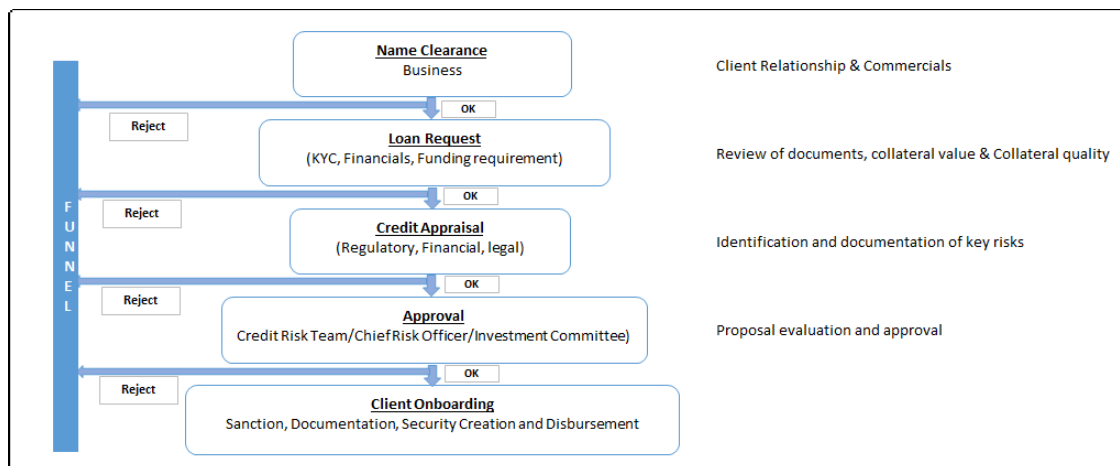 Name Clearance
Business
Client Relationship & Commercials
OK
Reject
Loan Request
(KYC, Financials, Funding requirement)
Review of documents, collateral value & Collateral quality
OK
Reject
Credit Appraisal
(Regulatory, Financial, legal)
Identification and documentation of key risks
OK
Reject
Approval
Credit Risk Team/Chief Risk Officer/Investment Committee)
Proposal evaluation and approval
OK
Reject
Client Onboarding
Sanction, Documentation, Security Creation and Disbursement
FUNNEL